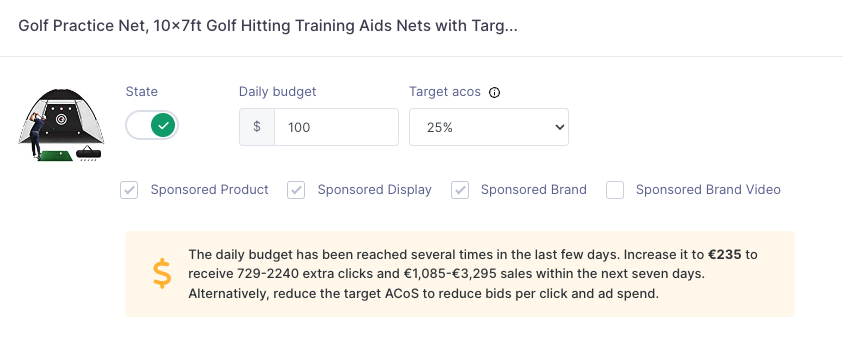 Golf Practice Net, 10x7ft Golf Hitting Training Aids Nets with Targ...
State
Daily budget
Target acos
$ 100
25%
Sponsored Product
Sponsored Display
Sponsored Brand
Sponsored Brand Video
The daily budget has been reached several times in the last few days. Increase it to €235 to
receive 729-2240 extra clicks and €1,085-€3,295 sales within the next seven days.
Alternatively, reduce the target ACoS to reduce bids per click and ad spend.